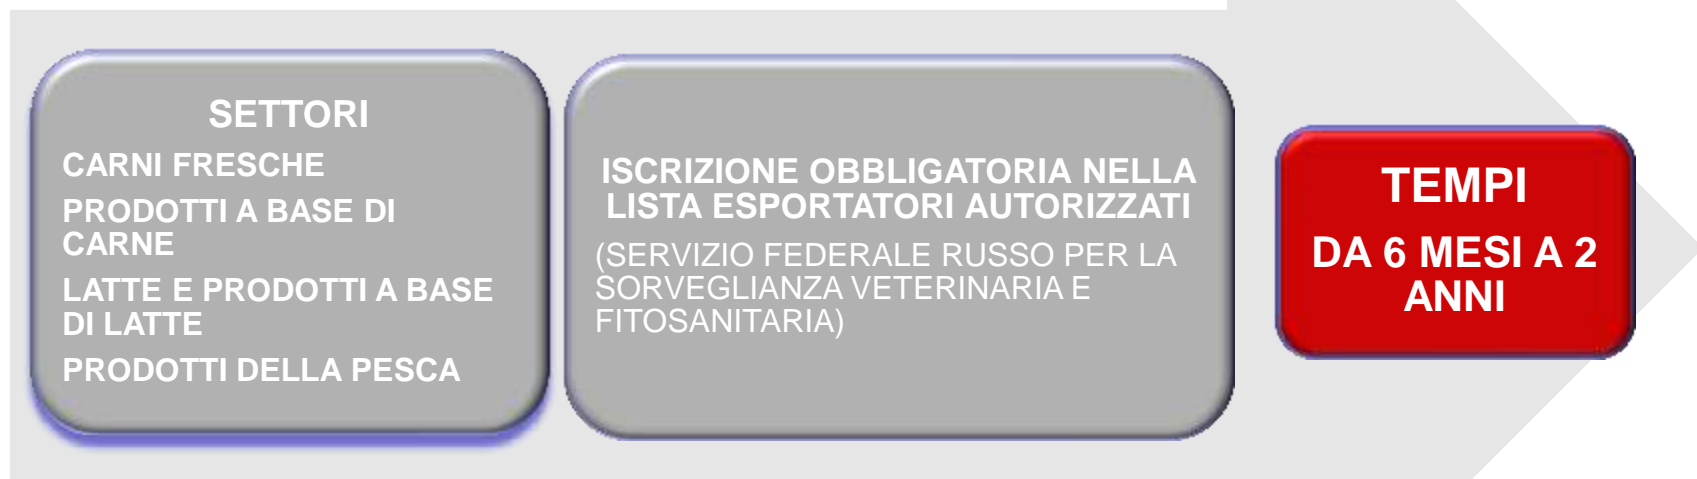 SETTORI
CARNI FRESCHE
PRODOTTI A BASE DI
CARNE
LATTE E PRODOTTI A BASE
DI LATTE
PRODOTTI DELLA PESCA
ISCRIZIONE OBBLIGATORIA NELLA
LISTA ESPORTATORI AUTORIZZATI
(SERVIZIO FEDERALE RUSSO PER LA
SORVEGLIANZA VETERINARIA E
FITOSANITARIA)
TEMPI
DA 6 MESI A 2
ANNI